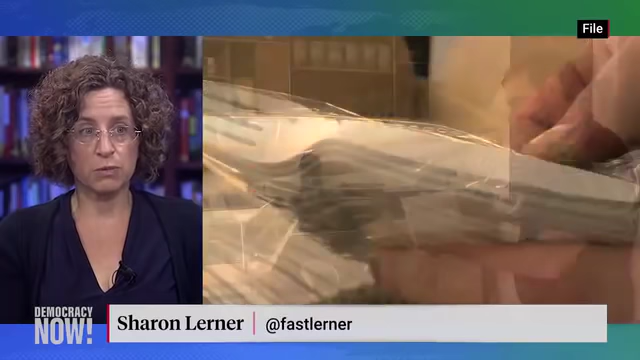 File
DEMOCRACY
NOW!
Sharon Lerner
@fastlerner